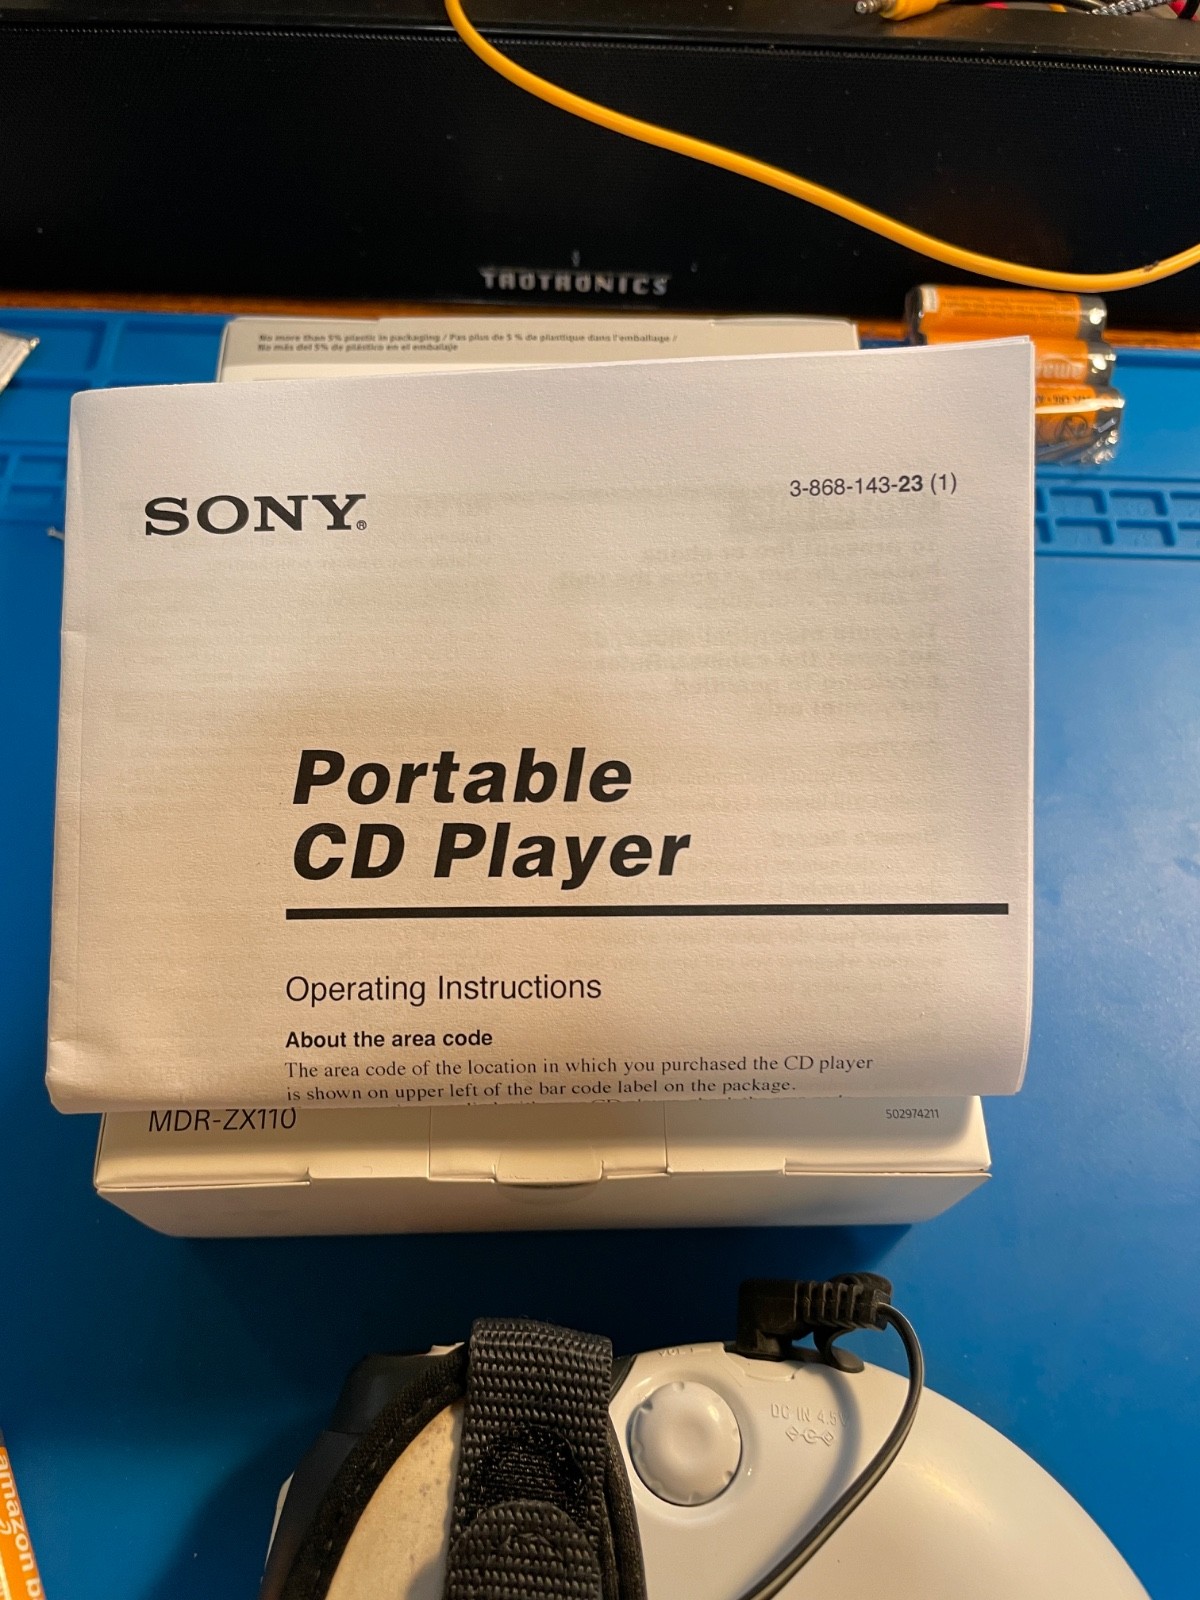 TAOTRONICS
No more than 5% plastic in packaging / Pas plus de 5 % de plastique dans l'emballage /
No más del 5% de plástico en el embalaje
SONY®
3-868-143-23 (1)
Portable
CD Player
Operating Instructions
About the area code
The area code of the location in which you purchased the CD player
is shown on upper left of the bar code label on the package.
MDR-ZX110
502974211
DC IN 4.5V
amazon